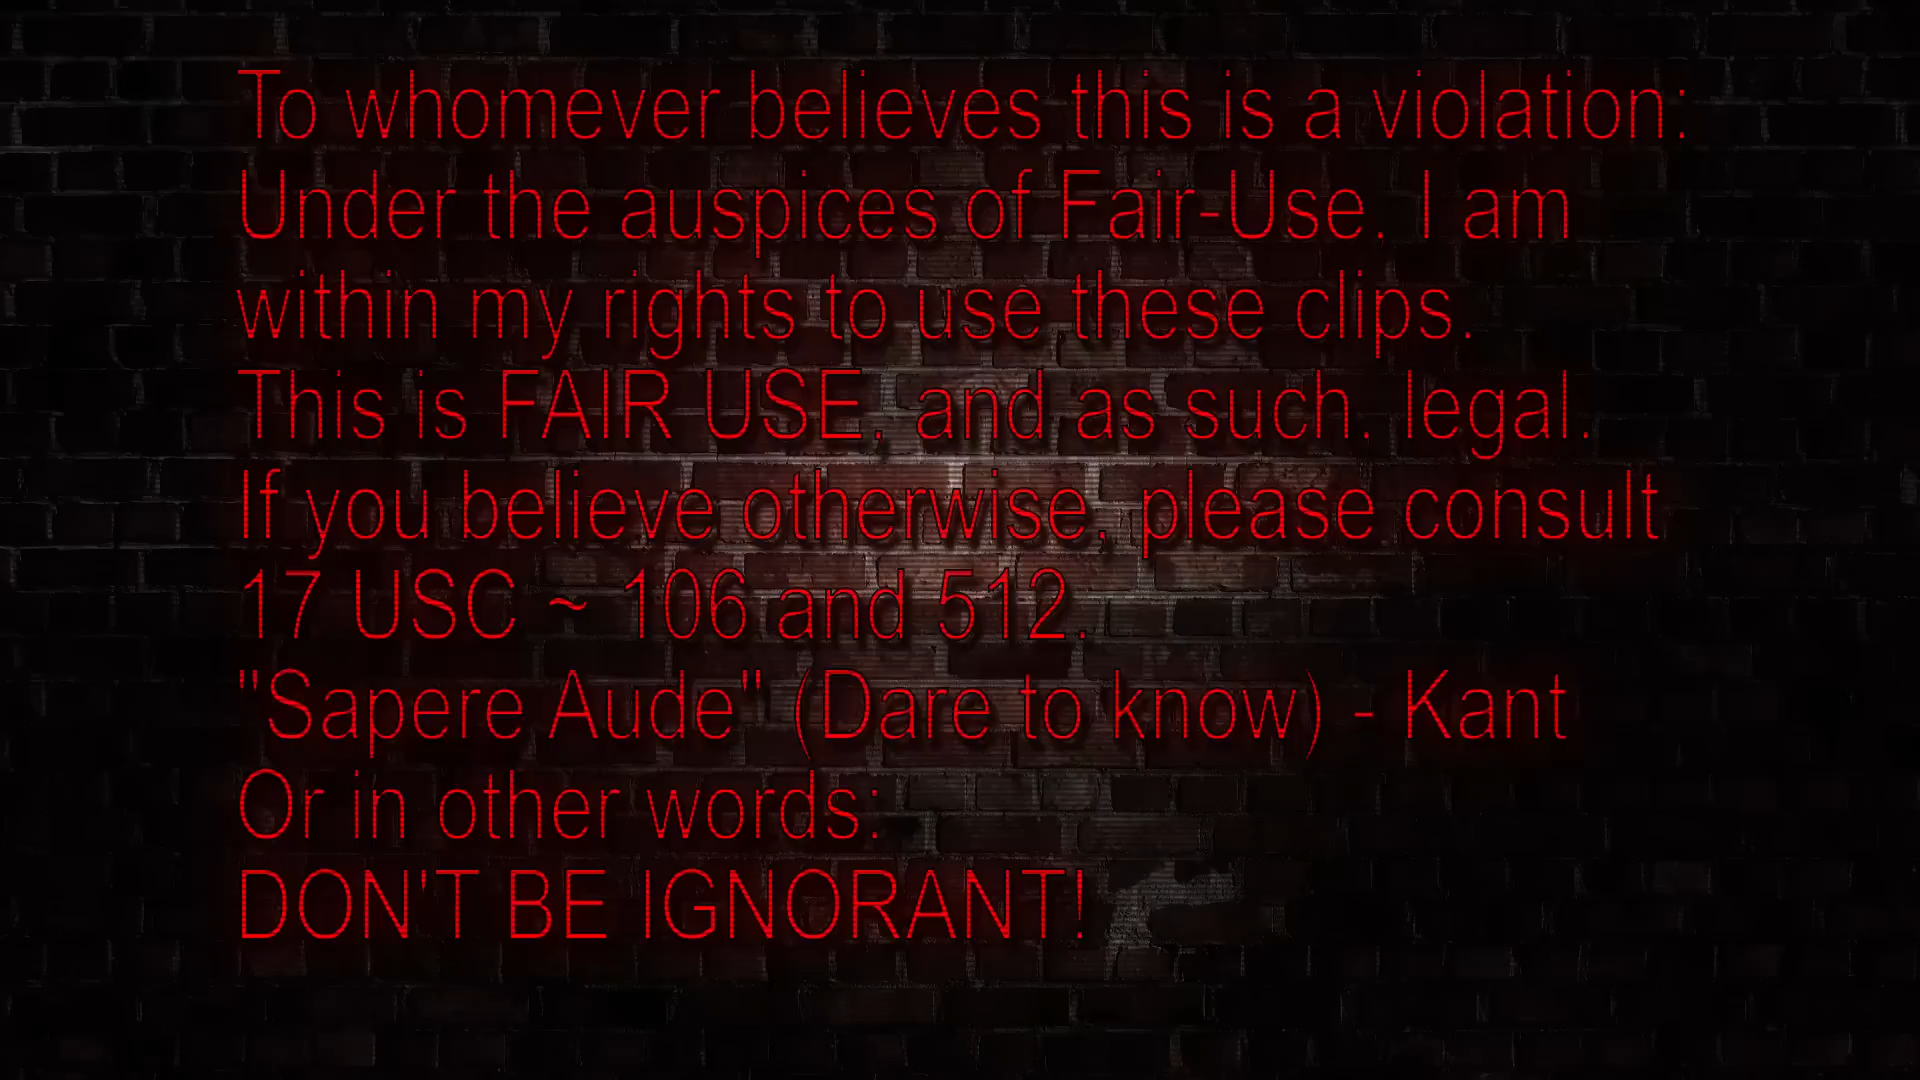 To whomever believes this is a violation:
Under the auspices of Fair-Use. I am
within my rights to use these clips.
This is FAIR USE, and as such. legal.
If you believe otherwise, please consult
17 USC ~ 106 and 512.
"Sapere Aude" (Dare to know) - Kant
Or in other words:
DON'T BE IGNORANT!